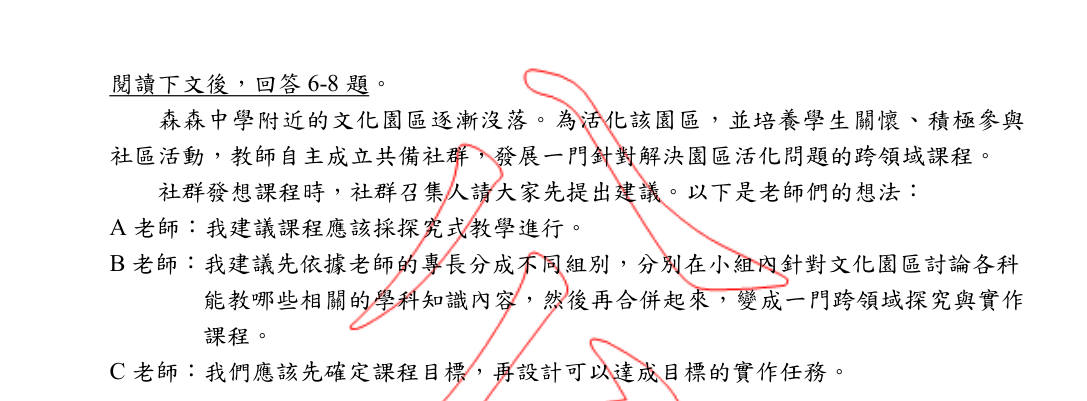 閱讀下文後，回答 6-8 題。
森森中學附近的文化園區逐漸沒落。為活化該園區，並培養學生關懷、積極參與
社區活動，教師自主成立共備社群，發展一門針對解決園區活化問題的跨領域課程。
社群發想課程時，社群召集人請大家先提出建議。以下是老師們的想法：
A 老師：我建議課程應該採探究式教學進行。
B 老師：我建議先依據老師的專長分成不同組別，分別在小組內針對文化園區討論各科
能教哪些相關的學科知識內容，然後再合併起來，變成一門跨領域探究與實作
課程。
C 老師：我們應該先確定課程目標，再設計可以達成目標的實作任務。